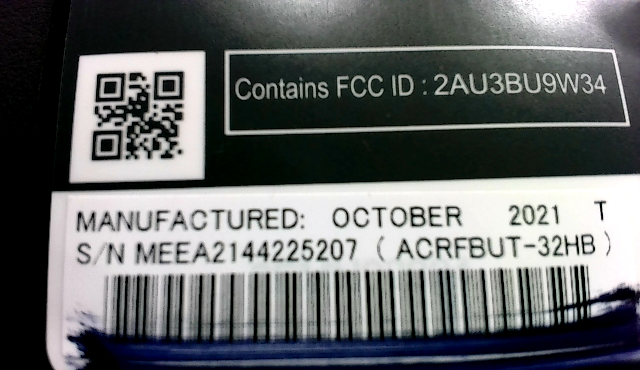 Contains FCC ID : 2AU3BU9W34
MANUFACTURED: OCTOBER 2021 T
S/N MEEA2144225207 ( ACRFBUT-32HB )